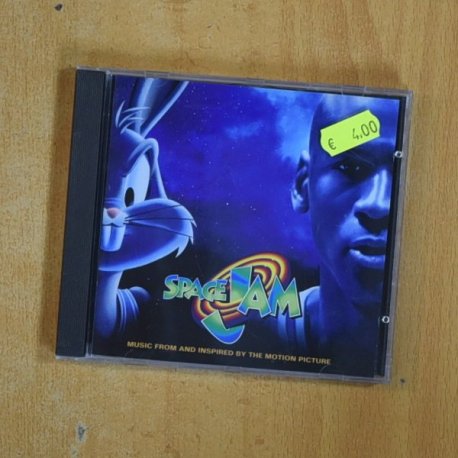 € 4,00
SPACE JAM
MUSIC FROM AND INSPIRED BY THE MOTION PICTURE